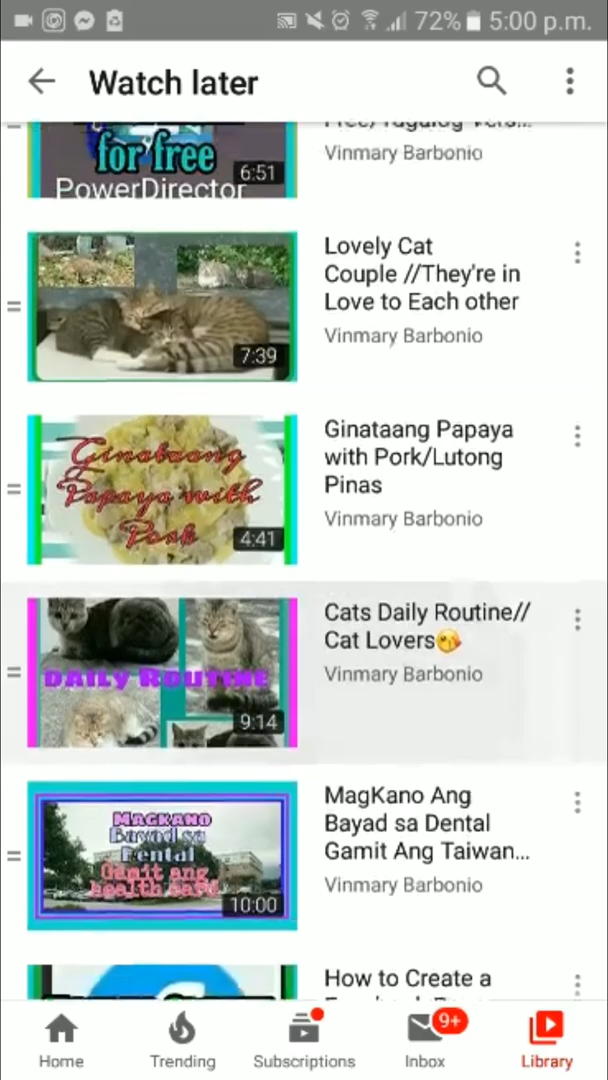 72% 5:00 p.m.
Watch later
for free
PowerDirector
6:51
Vinmary Barbonio
Lovely Cat
Couple //They're in
Love to Each other
Vinmary Barbonio
7:39
Ginataang
Papaya with
Pork
4:41
Ginataang Papaya
with Pork/Lutong
Pinas
Vinmary Barbonio
DAILY ROUTINE
9:14
Cats Daily Routine//
Cat Lovers😘
Vinmary Barbonio
MAGKANO
Bayad sa
Dental
Gamit ang
health card
10:00
MagKano Ang
Bayad sa Dental
Gamit Ang Taiwan...
Vinmary Barbonio
How to Create a
9+
Home
Trending
Subscriptions
Inbox
Library